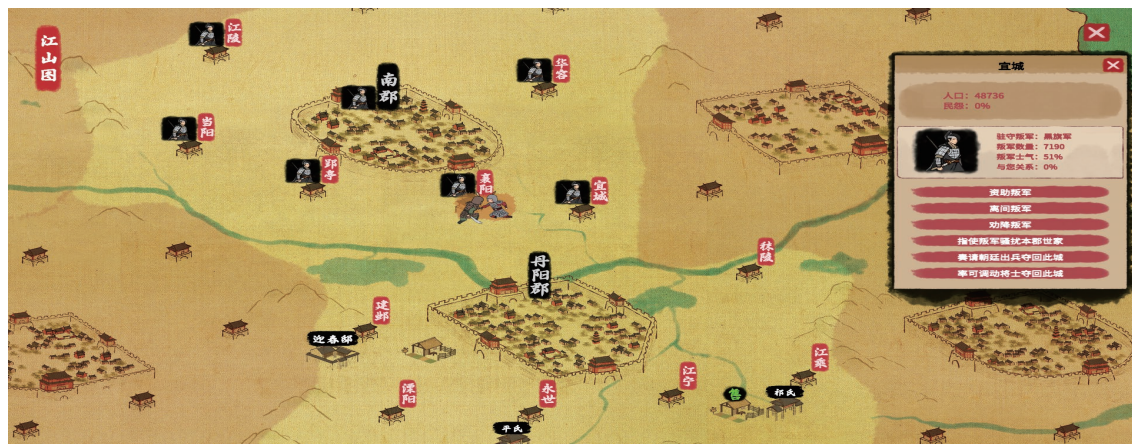 江山图
江陵
华容
南郡
当阳
郢亭
襄阳
宜城
秣陵
丹阳郡
建邺
迎春邸
溧阳
永世
平氏
江宁
售
祁氏
江乘
宜城
人口：48736
民怨：0%
驻守叛军：黑旗军
叛军数量：7190
叛军士气：51%
与您关系：0%
资助叛军
离间叛军
劝降叛军
指使叛军骚扰本郡世家
奏请朝廷出兵夺回此城
率可调动将士夺回此城